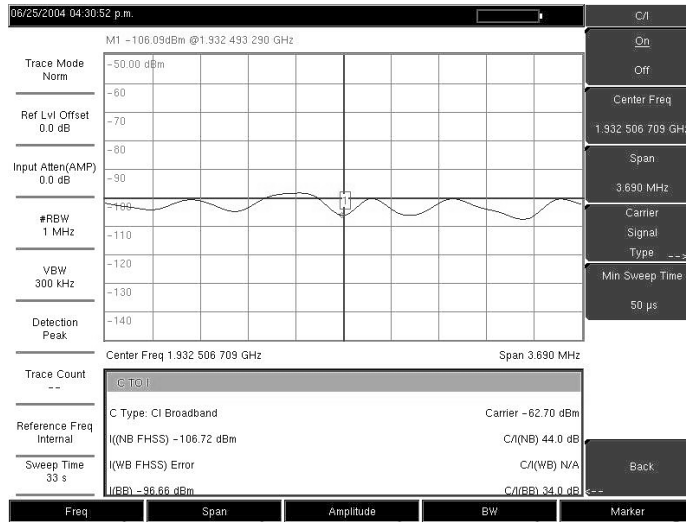 06/25/2004 04:30:52 p.m.
C/I
M1 -106.09dBm @1.932 493 290 GHz
On
Off
Trace Mode
Norm
-50.00 dBm
-60
Center Freq
1.932 506 709 GHz
Ref Lvl Offset
0.0 dB
-70
-80
Span
3.690 MHz
Input Atten(AMP)
0.0 dB
-90
1
-100
Carrier
Signal
Type -->
#RBW
1 MHz
-110
-120
Min Sweep Time
50 µs
VBW
300 kHz
-130
-140
Detection
Peak
Center Freq 1.932 506 709 GHz
Span 3.690 MHz
Trace Count
--
C TO I
C Type: CI Broadband
Carrier -62.70 dBm
Reference Freq
Internal
I((NB FHSS) -106.72 dBm
C/I(NB) 44.0 dB
Sweep Time
33 s
I(WB FHSS) Error
C/I(WB) N/A
Back
I(BB) -96.66 dBm
C/I(BB) 34.0 dB
<--
Freq
Span
Amplitude
BW
Marker